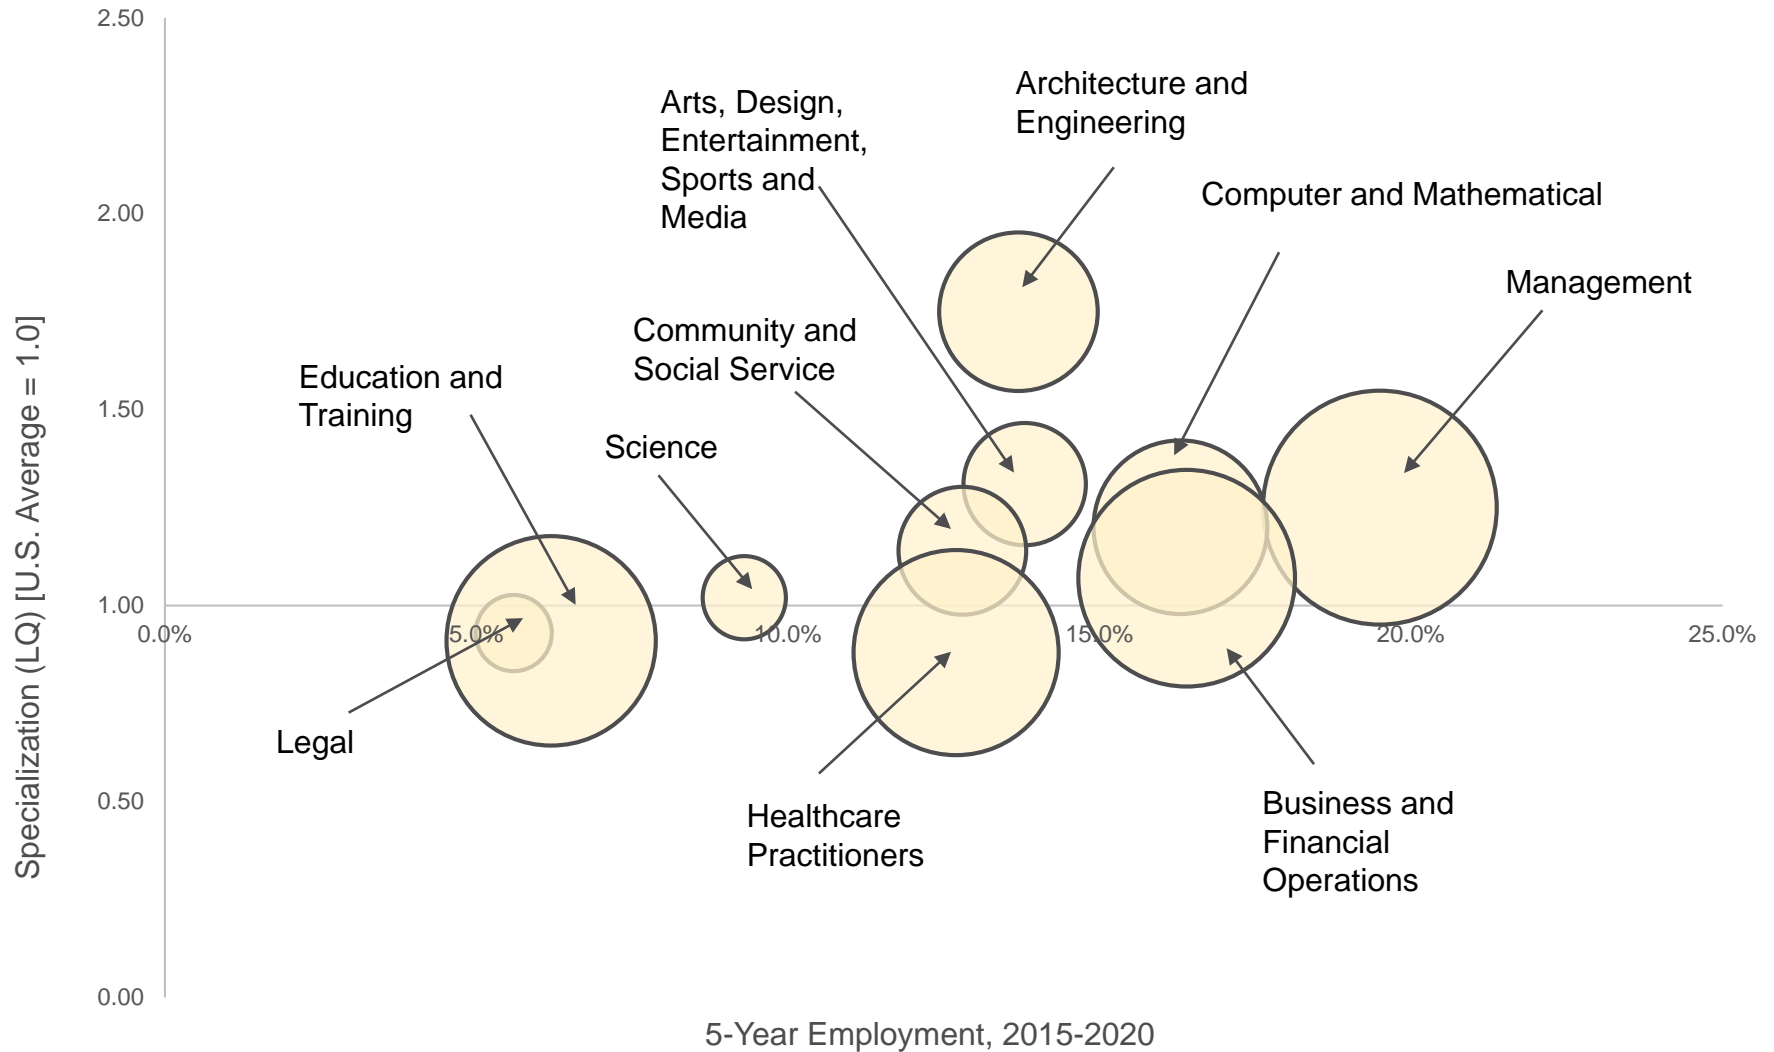 2.50
Architecture and
Engineering
Arts, Design,
Entertainment,
Sports and
Media
Computer and Mathematical
2.00
Management
Community and
Social Service
Education and
Training
1.50
Science
Specialization (LQ) [U.S. Average = 1.0]
1.00
0.0%
5.0%
10.0%
15.0%
20.0%
25.0%
Legal
0.50
Healthcare
Practitioners
Business and
Financial
Operations
0.00
5-Year Employment, 2015-2020